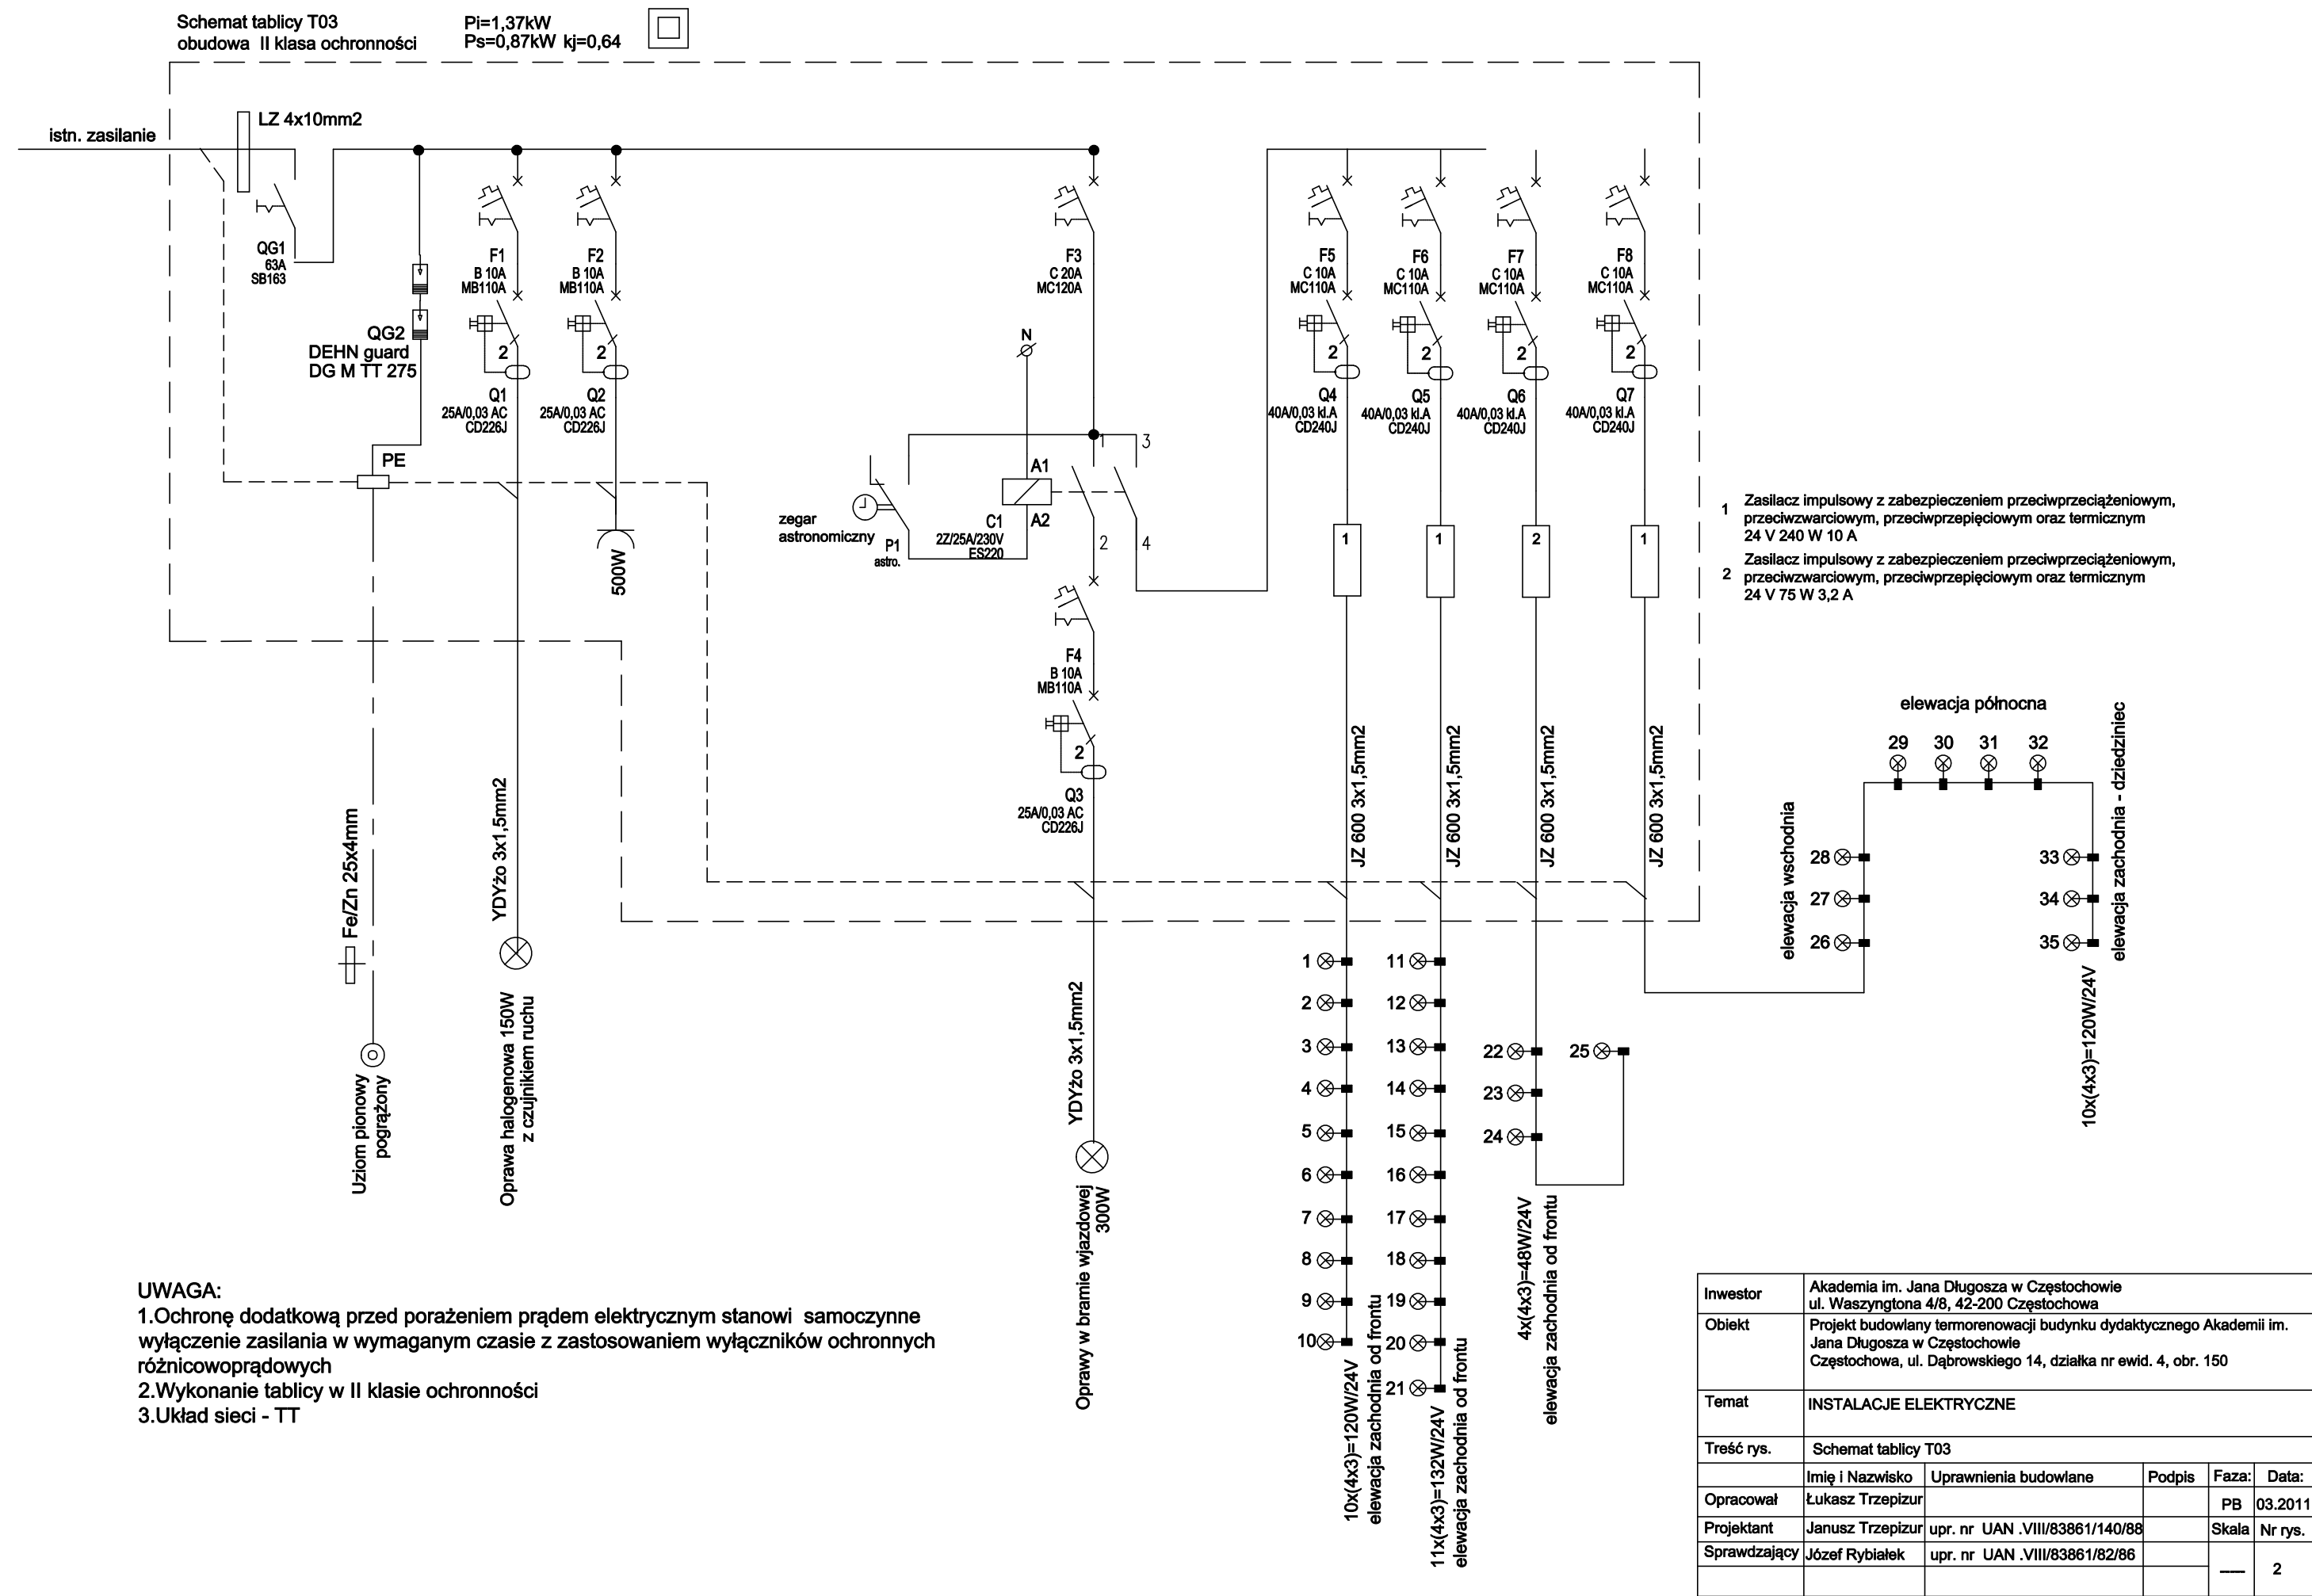 Schemat tablicy T03
obudowa II klasa ochronności
Pi=1,37kW
Ps=0,87kW kj=0,64
istn. zasilanie
LZ 4x10mm2
QG1
63A
SB163
QG2
DEHN guard
DG M TT 275
PE
F1
B 10A
MB110A
2
Q1
25A/0,03 AC
CD226J
F2
B 10A
MB110A
2
Q2
25A/0,03 AC
CD226J
500W
F3
C 20A
MC120A
N
A1
A2
C1
2Z/25A/230V
ES220
1
3
2
4
zegar
astronomiczny
P1
astro.
F4
B 10A
MB110A
2
Q3
25A/0,03 AC
CD226J
F5
C 10A
MC110A
2
Q4
40A/0,03 kl.A
CD240J
1
F6
C 10A
MC110A
2
Q5
40A/0,03 kl.A
CD240J
1
F7
C 10A
MC110A
2
Q6
40A/0,03 kl.A
CD240J
2
F8
C 10A
MC110A
2
Q7
40A/0,03 kl.A
CD240J
1
1 Zasilacz impulsowy z zabezpieczeniem przeciwprzeciążeniowym,
przeciwzwarciowym, przeciwprzepięciowym oraz termicznym
24 V 240 W 10 A
2 Zasilacz impulsowy z zabezpieczeniem przeciwprzeciążeniowym,
przeciwzwarciowym, przeciwprzepięciowym oraz termicznym
24 V 75 W 3,2 A
Fe/Zn 25x4mm
Uziom pionowy
pogrążony
YDYżo 3x1,5mm2
Oprawa halogenowa 150W
z czujnikiem ruchu
YDYżo 3x1,5mm2
Oprawy w bramie wjazdowej
300W
JZ 600 3x1,5mm2
JZ 600 3x1,5mm2
JZ 600 3x1,5mm2
JZ 600 3x1,5mm2
1
2
3
4
5
6
7
8
9
10
10x(4x3)=120W/24V
elewacja zachodnia od frontu
11
12
13
14
15
16
17
18
19
20
21
11x(4x3)=132W/24V
elewacja zachodnia od frontu
22
23
24
25
4x(4x3)=48W/24V
elewacja zachodnia od frontu
elewacja wschodnia
26
27
28
elewacja północna
29
30
31
32
33
34
35
elewacja zachodnia - dziedziniec
10x(4x3)=120W/24V
UWAGA:
1.Ochronę dodatkową przed porażeniem prądem elektrycznym stanowi samoczynne
wyłączenie zasilania w wymaganym czasie z zastosowaniem wyłączników ochronnych
różnicowoprądowych
2.Wykonanie tablicy w II klasie ochronności
3.Układ sieci - TT
Inwestor
Akademia im. Jana Długosza w Częstochowie
ul. Waszyngtona 4/8, 42-200 Częstochowa
Obiekt
Projekt budowlany termorenowacji budynku dydaktycznego Akademii im.
Jana Długosza w Częstochowie
Częstochowa, ul. Dąbrowskiego 14, działka nr ewid. 4, obr. 150
Temat
INSTALACJE ELEKTRYCZNE
Treść rys.
Schemat tablicy T03
Imię i Nazwisko Uprawnienia budowlane Podpis Faza: Data:
Opracował Łukasz Trzepizur PB 03.2011
Projektant Janusz Trzepizur upr. nr UAN .VIII/83861/140/88 Skala Nr rys.
Sprawdzający Józef Rybiałek upr. nr UAN .VIII/83861/82/86 — 2